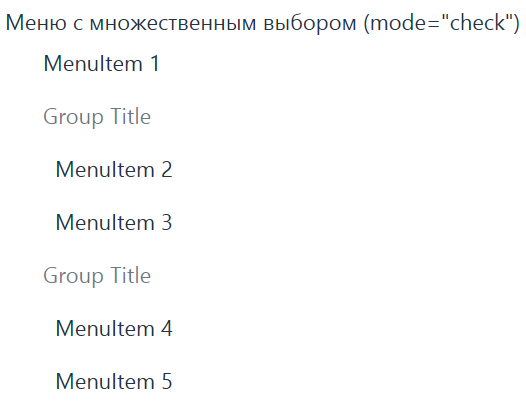 Меню с множественным выбором (mode="check")
MenuItem 1
Group Title
MenuItem 2
MenuItem 3
Group Title
MenuItem 4
MenuItem 5